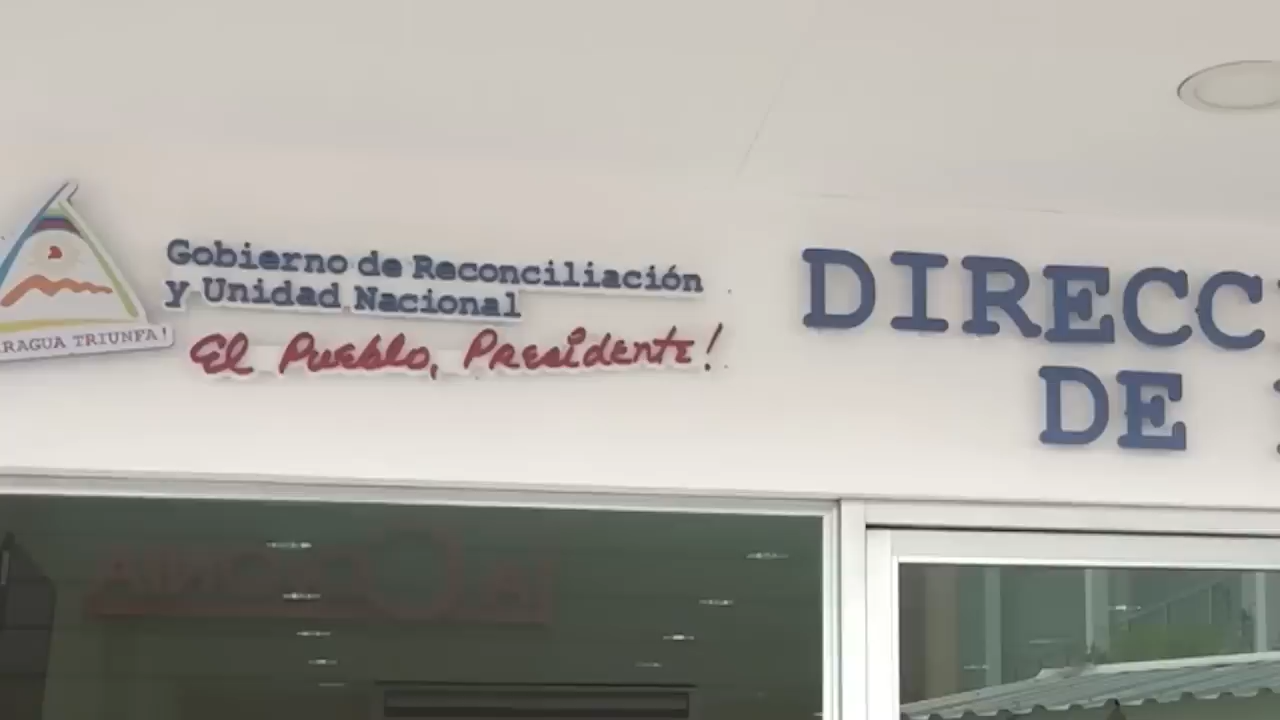 Gobierno de Reconciliación
y Unidad Nacional
El Pueblo, Presidente!
RAGUA TRIUNFA!
DIRECC
DE